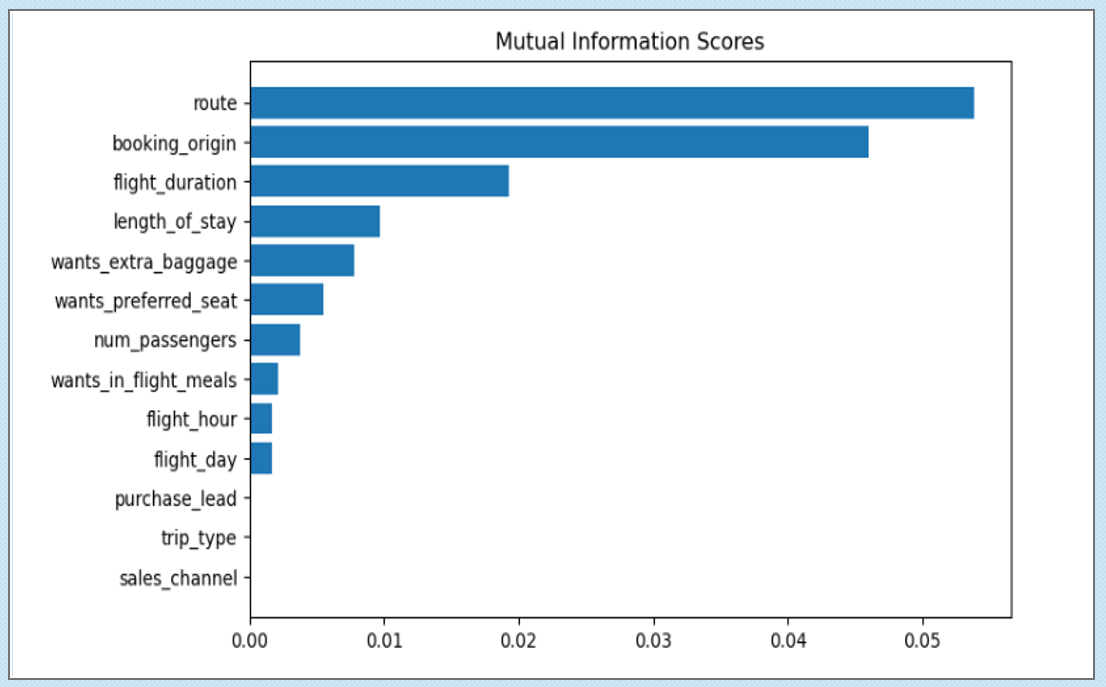 Mutual Information Scores
route
booking_origin
flight_duration
length_of_stay
wants_extra_baggage
wants_preferred_seat
num_passengers
wants_in_flight_meals
flight_hour
flight_day
purchase_lead
trip_type
sales_channel
0.00 0.01 0.02 0.03 0.04 0.05